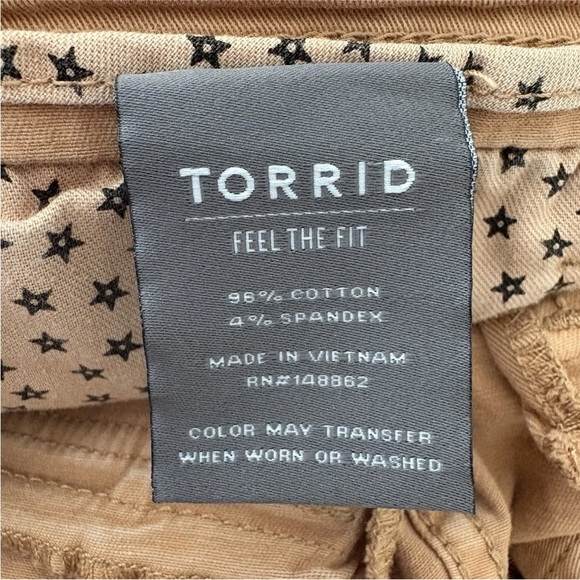 TORRID
FEEL THE FIT
96% COTTON
4% SPANDEX
MADE IN VIETNAM
RN#148862
COLOR MAY TRANSFER
WHEN WORN OR WASHED